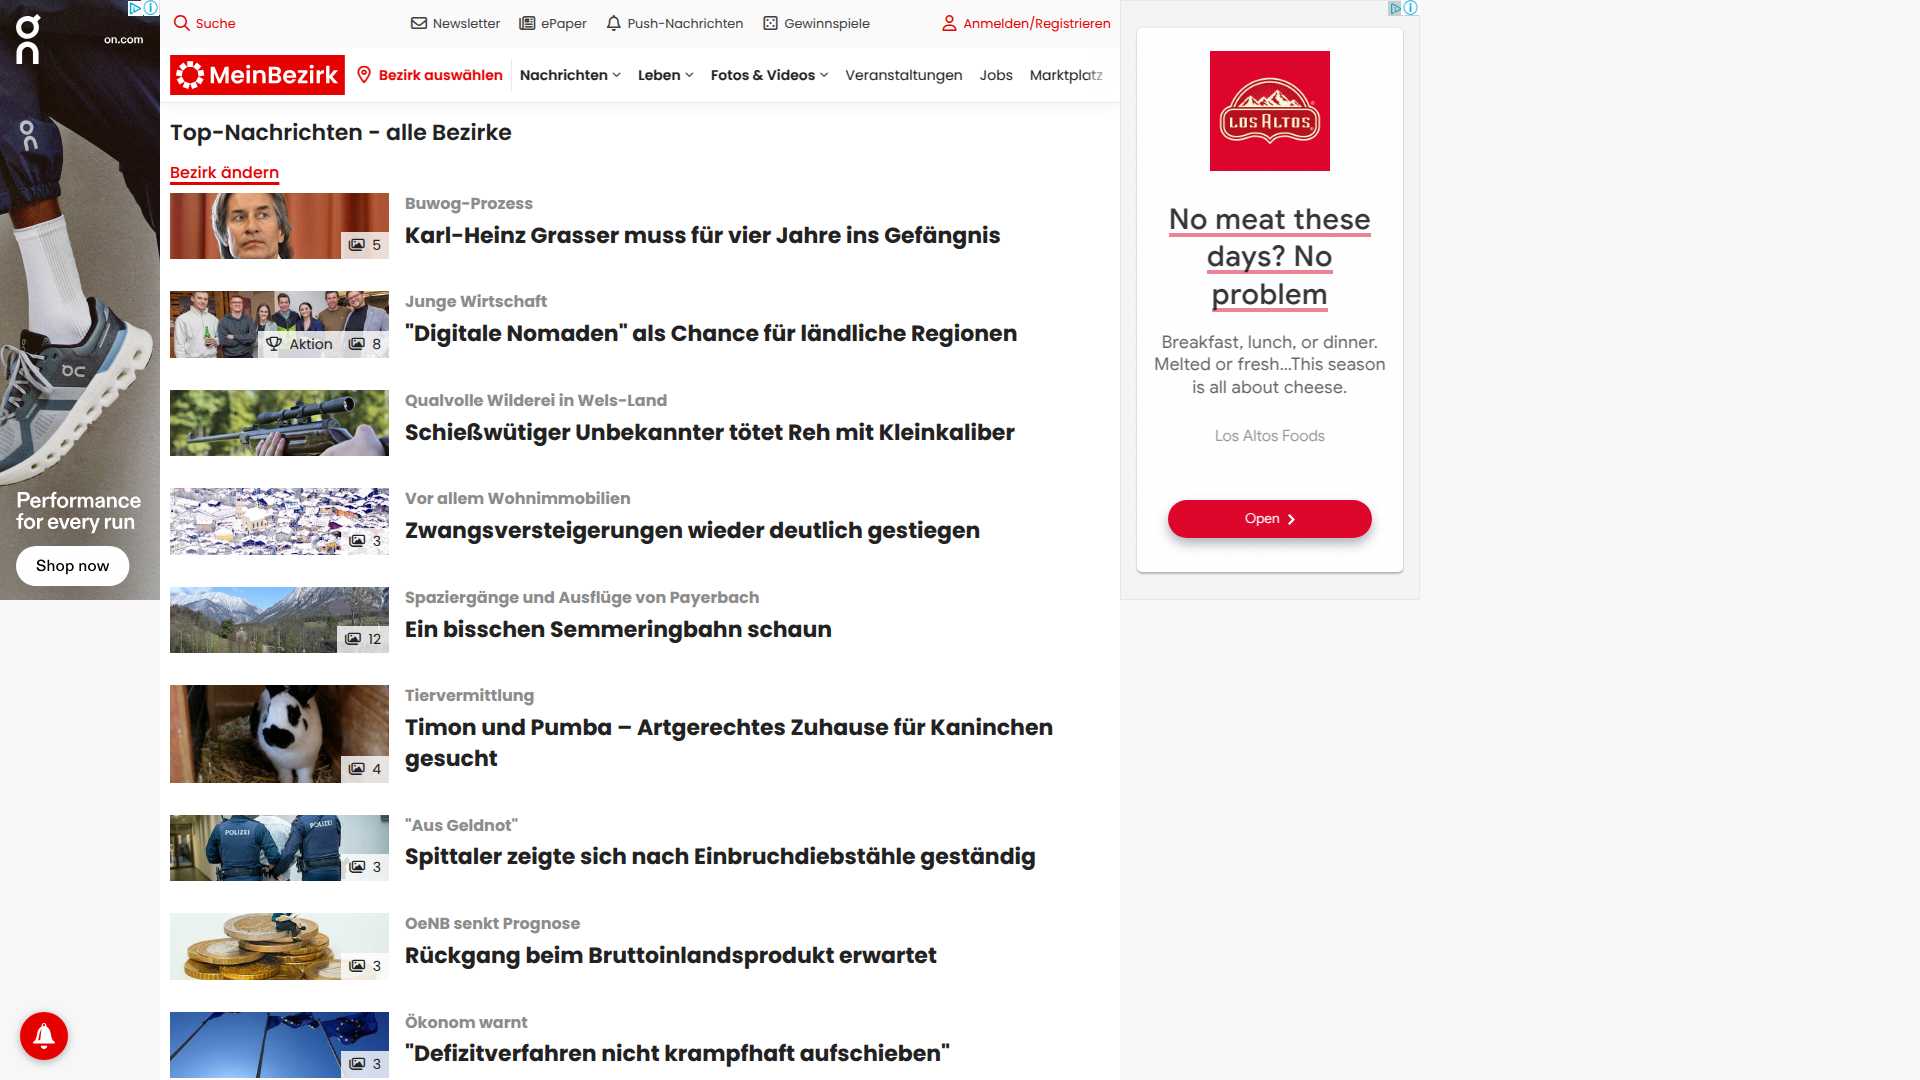 on.com
Performance
for every run
Shop now
Suche
Newsletter
ePaper
Push-Nachrichten
Gewinnspiele
Anmelden/Registrieren
MeinBezirk
Bezirk auswählen
Nachrichten
Leben
Fotos & Videos
Veranstaltungen
Jobs
Marktplatz
Top-Nachrichten - alle Bezirke
Bezirk ändern
5
Buwog-Prozess
Karl-Heinz Grasser muss für vier Jahre ins Gefängnis
Aktion 8
Junge Wirtschaft
"Digitale Nomaden" als Chance für ländliche Regionen
Qualvolle Wilderei in Wels-Land
Schießwütiger Unbekannter tötet Reh mit Kleinkaliber
3
Vor allem Wohnimmobilien
Zwangsversteigerungen wieder deutlich gestiegen
12
Spaziergänge und Ausflüge von Payerbach
Ein bisschen Semmeringbahn schaun
4
Tiervermittlung
Timon und Pumba – Artgerechtes Zuhause für Kaninchen
gesucht
POLIZEI
POLIZEI
3
"Aus Geldnot"
Spittaler zeigte sich nach Einbruchdiebstähle geständig
3
OeNB senkt Prognose
Rückgang beim Bruttoinlandsprodukt erwartet
3
Ökonom warnt
"Defizitverfahren nicht krampfhaft aufschieben"
LOS ALTOS
No meat these
days? No
problem
Breakfast, lunch, or dinner.
Melted or fresh...This season
is all about cheese.
Los Altos Foods
Open